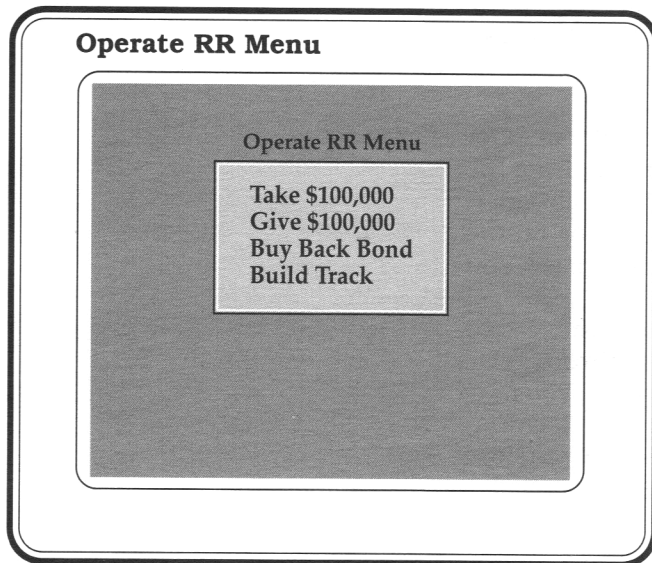 Operate RR Menu
Operate RR Menu
Take $100,000
Give $100,000
Buy Back Bond
Build Track